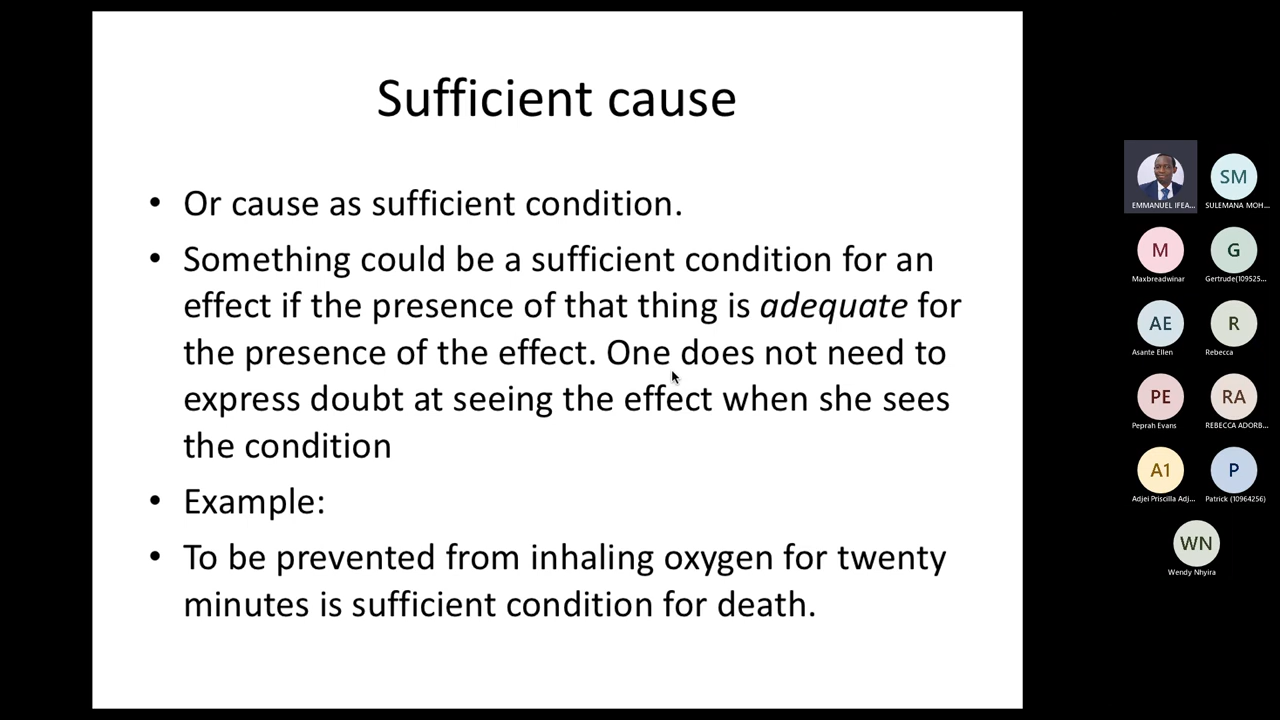 Sufficient cause
• Or cause as sufficient condition.
• Something could be a sufficient condition for an
effect if the presence of that thing is adequate for
the presence of the effect. One does not need to
express doubt at seeing the effect when she sees
the condition
• Example:
• To be prevented from inhaling oxygen for twenty
minutes is sufficient condition for death.
EMMANUEL IFEA...
SM
SULEMANA MOH...
M
Maxbreadwinar
G
Gertrude(109525...
AE
Asante Ellen
R
Rebecca
PE
Peprah Evans
RA
REBECCA ADORB...
A1
Adjei Priscilla Adj...
P
Patrick (10964256)
WN
Wendy Nhyira